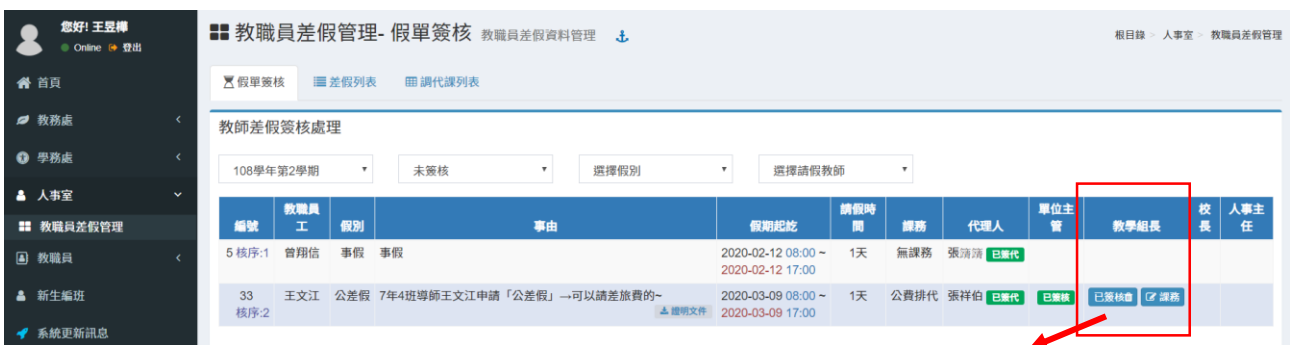 您好! 王昱樺
Online 登出
教職員差假管理- 假單簽核 教職員差假資料管理
根目錄 > 人事室 > 教職員差假管理
首頁
教務處
學務處
人事室
教職員差假管理
教職員
新生編班
系統更新訊息
假單簽核 差假列表 調代課列表
教師差假簽核處理
108學年第2學期 未簽核 選擇假別 選擇請假教師
編號 教職員工 假別 事由 假期起訖 請假時間 課務 代理人 單位主管 教學組長 校長 人事主任
5 核序:1 曾翔信 事假 事假 2020-02-12 08:00 ~ 1天 無課務 張 已簽代
2020-02-12 17:00
33 王文江 公差假 7年4班導師王文江申請「公差假」→可以請差旅費的~ 2020-03-09 08:00 ~ 1天 公費排代 張祥伯 已簽代 已簽核 已簽核會 課務
核序:2 證明文件 2020-03-09 17:00